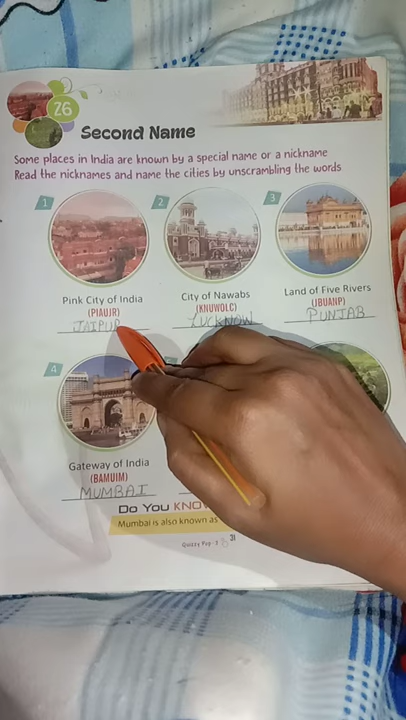 26
Second Name
Some places in India are known by a special name or a nickname
Read the nicknames and name the cities by unscrambling the words
1
2
3
Pink City of India
City of Nawabs
Land of Five Rivers
(PIAUJR)
(KNUWOLC)
(JBUANP)
JAIPUR
LUCKNOW
PUNJAB
4
Gateway of India
(BAMUIM)
MUMBAI
Do You KNOW
Mumbai is also known as
Quizzy Pop - 3
31